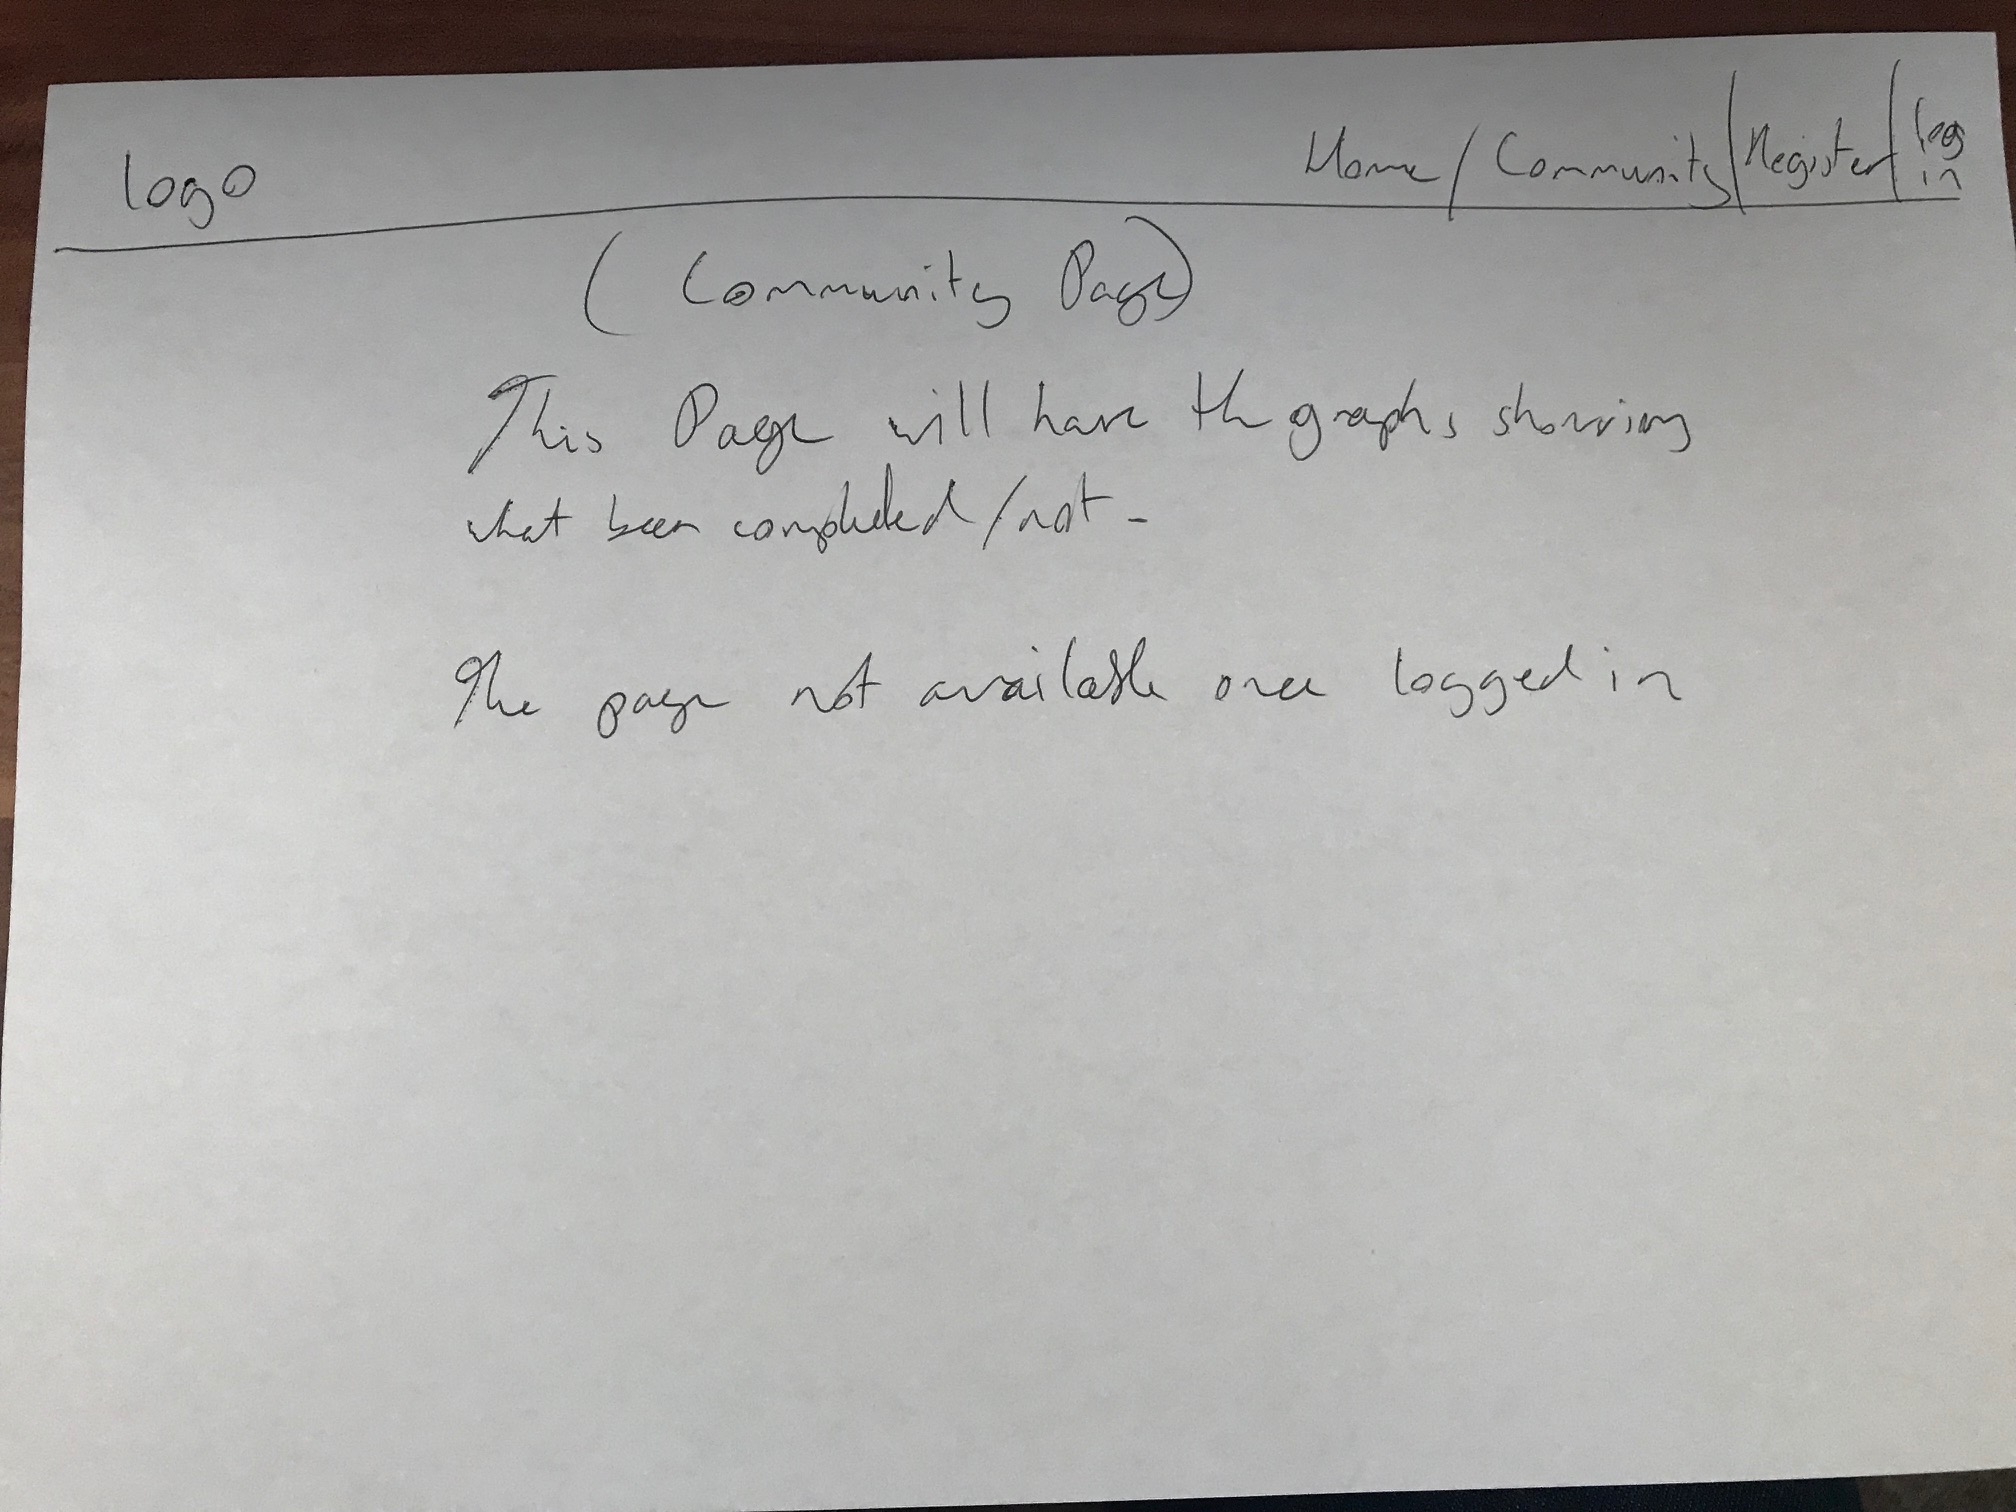 logo Home / Community / Register / log in
( Community Page )
This Page will have th graphs showing
what been completed / not -
The page not available once logged in